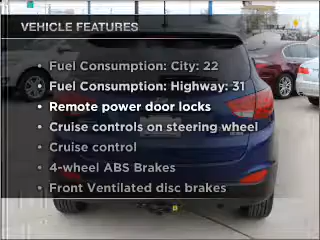 VEHICLE FEATURES
• Fuel Consumption: City: 22
• Fuel Consumption: Highway: 31
• Remote power door locks
• Cruise controls on steering wheel
• Cruise control
• 4-wheel ABS Brakes
• Front Ventilated disc brakes